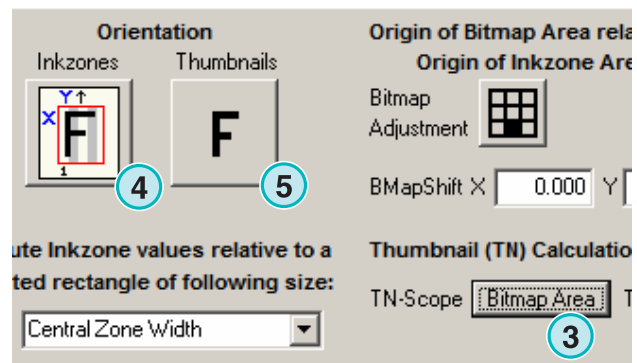 Orientation
Inkzones Thumbnails
Y↑
X F
1
4
F
5
ute Inkzone values relative to a
ted rectangle of following size:
Central Zone Width
Origin of Bitmap Area rela
Origin of Inkzone Are
Bitmap
Adjustment
BMapShift X 0.000 Y
Thumbnail (TN) Calculatio
TN-Scope Bitmap Area T
3